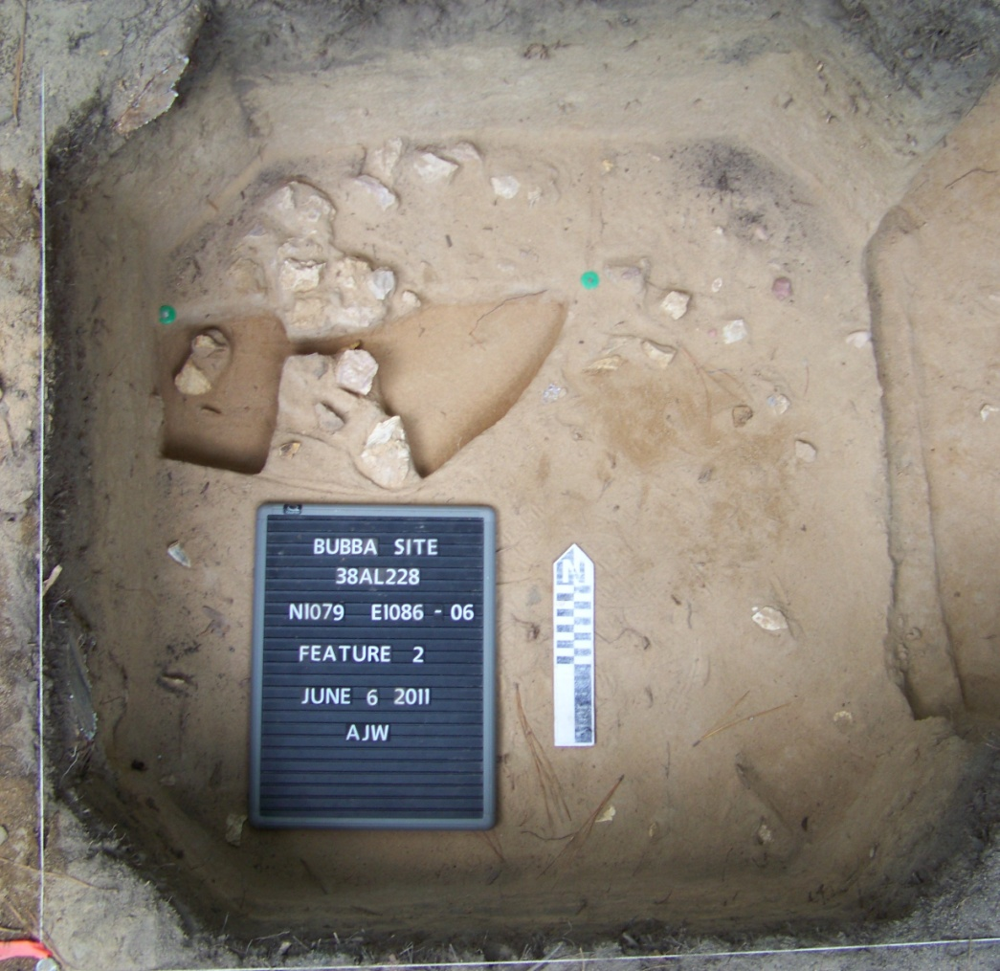 BUBBA SITE
38AL228
N1079 E1086 - 06
FEATURE 2
JUNE 6 2011
AJW
N